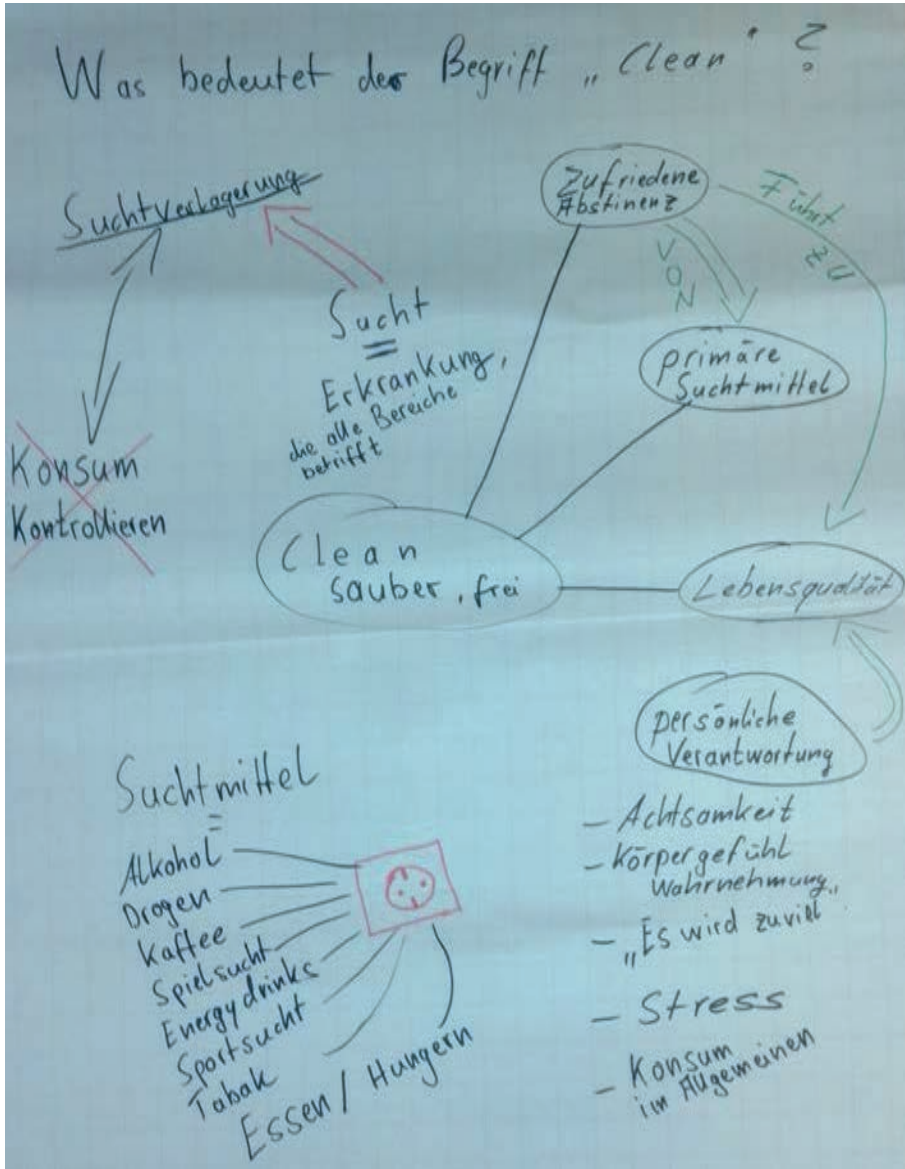 Was bedeutet der Begriff „Clean" ?
Suchtverlagerung
Zufriedene
Abstinenz
Führt
zu
VON
Sucht
=
Erkrankung,
die alle Bereiche
betrifft
primäre
Suchtmittel
Konsum
Kontrollieren
Clean
sauber, frei
Lebensqualität
persönliche
Verantwortung
Suchtmittel
=
Alkohol
Drogen
Kaffee
Spielsucht
Energydrinks
Sportsucht
Tabak
Essen / Hungern
- Achtsamkeit
- Körpergefühl
Wahrnehmung„
- „Es wird zuviel
- Stress
- Konsum
im Allgemeinen